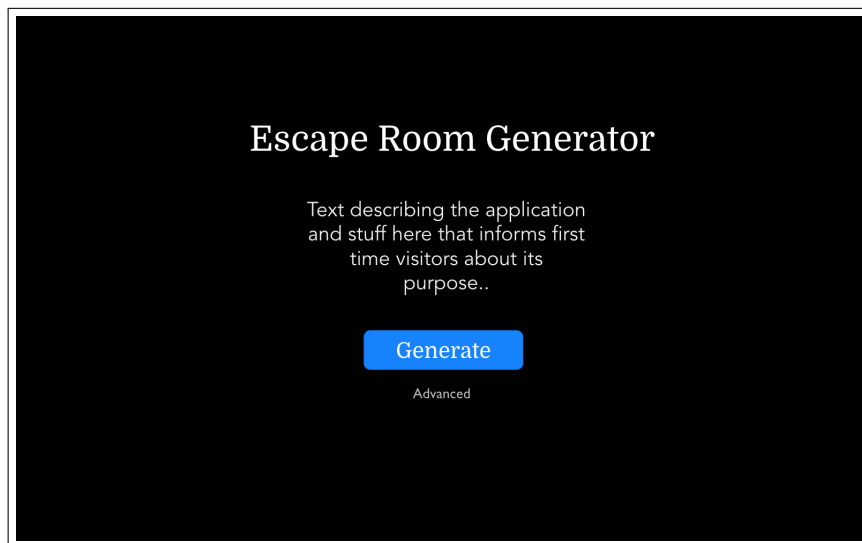 Escape Room Generator
Text describing the application
and stuff here that informs first
time visitors about its
purpose..
Generate
Advanced